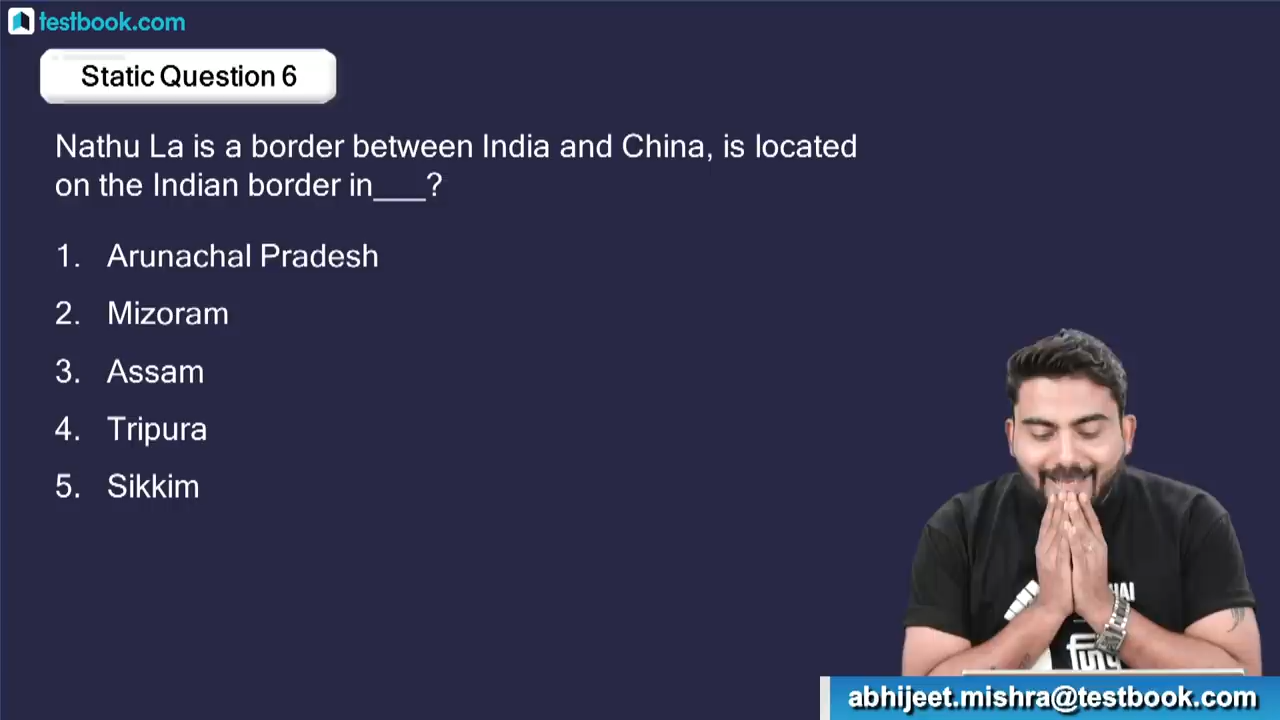 testbook.com
Static Question 6
Nathu La is a border between India and China, is located
on the Indian border in___?
1. Arunachal Pradesh
2. Mizoram
3. Assam
4. Tripura
5. Sikkim
abhijeet.mishra@testbook.com